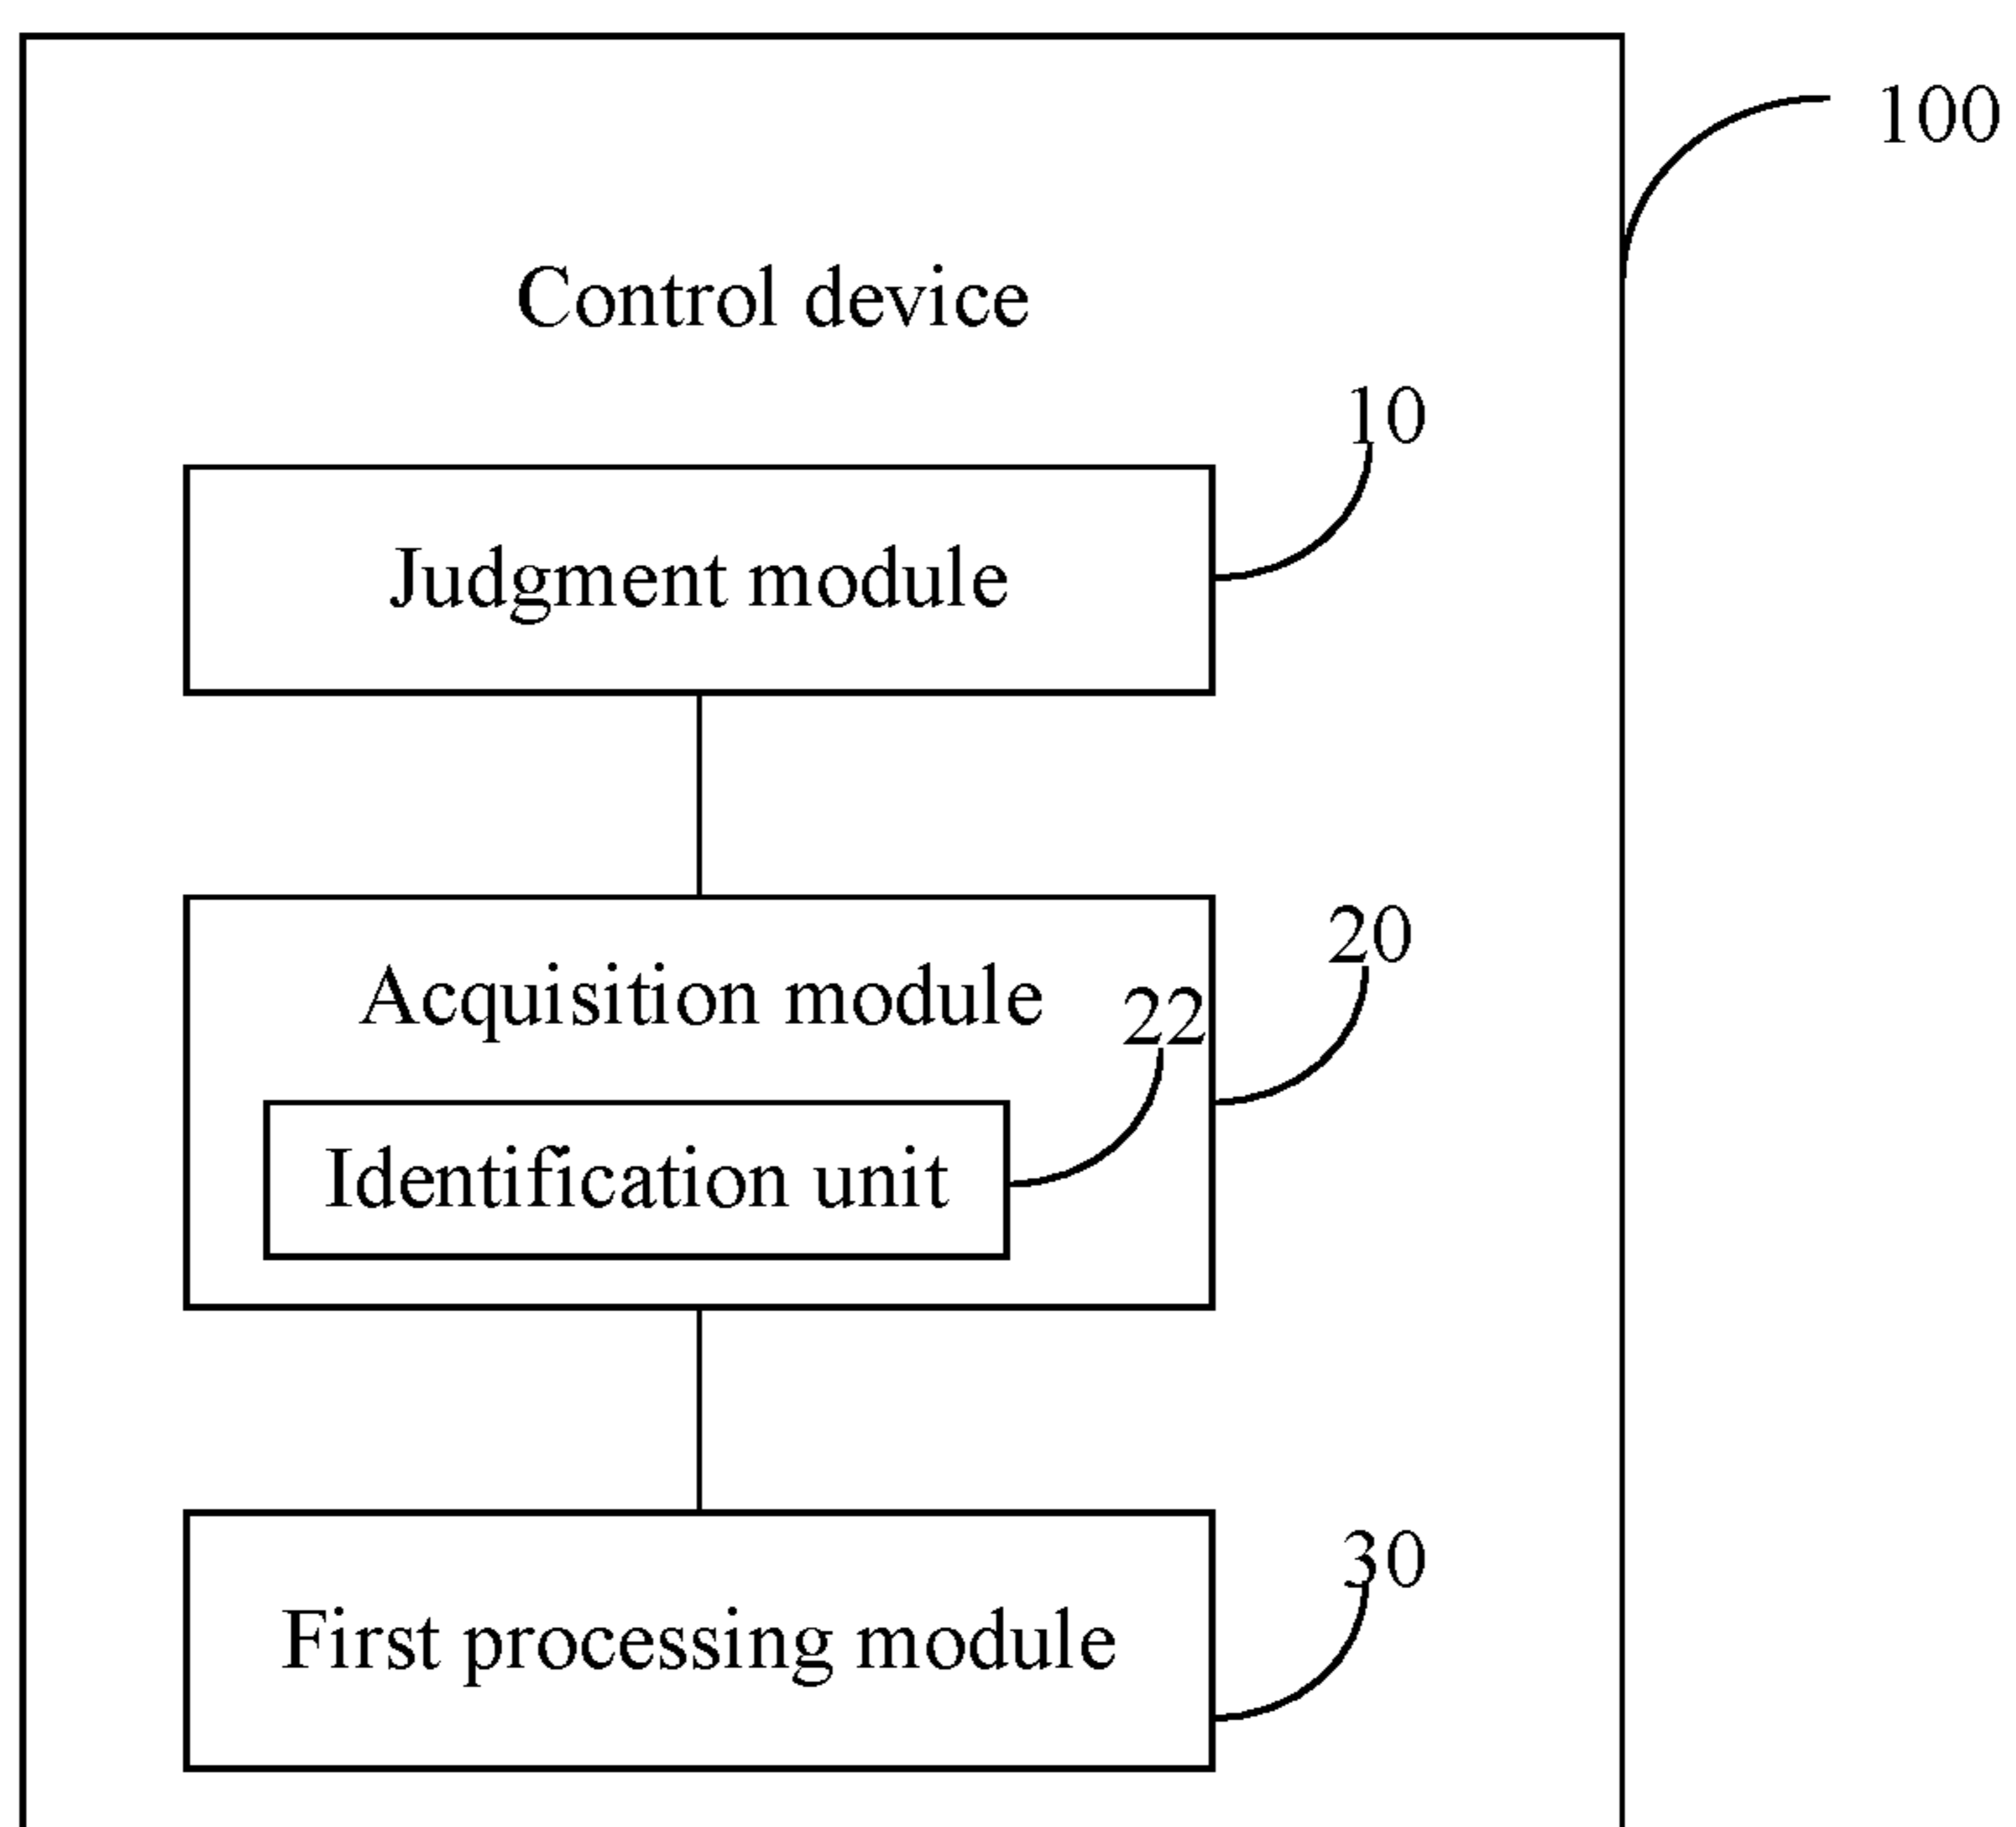 100
Control device
10
Judgment module
20
Acquisition module
22
Identification unit
30
First processing module